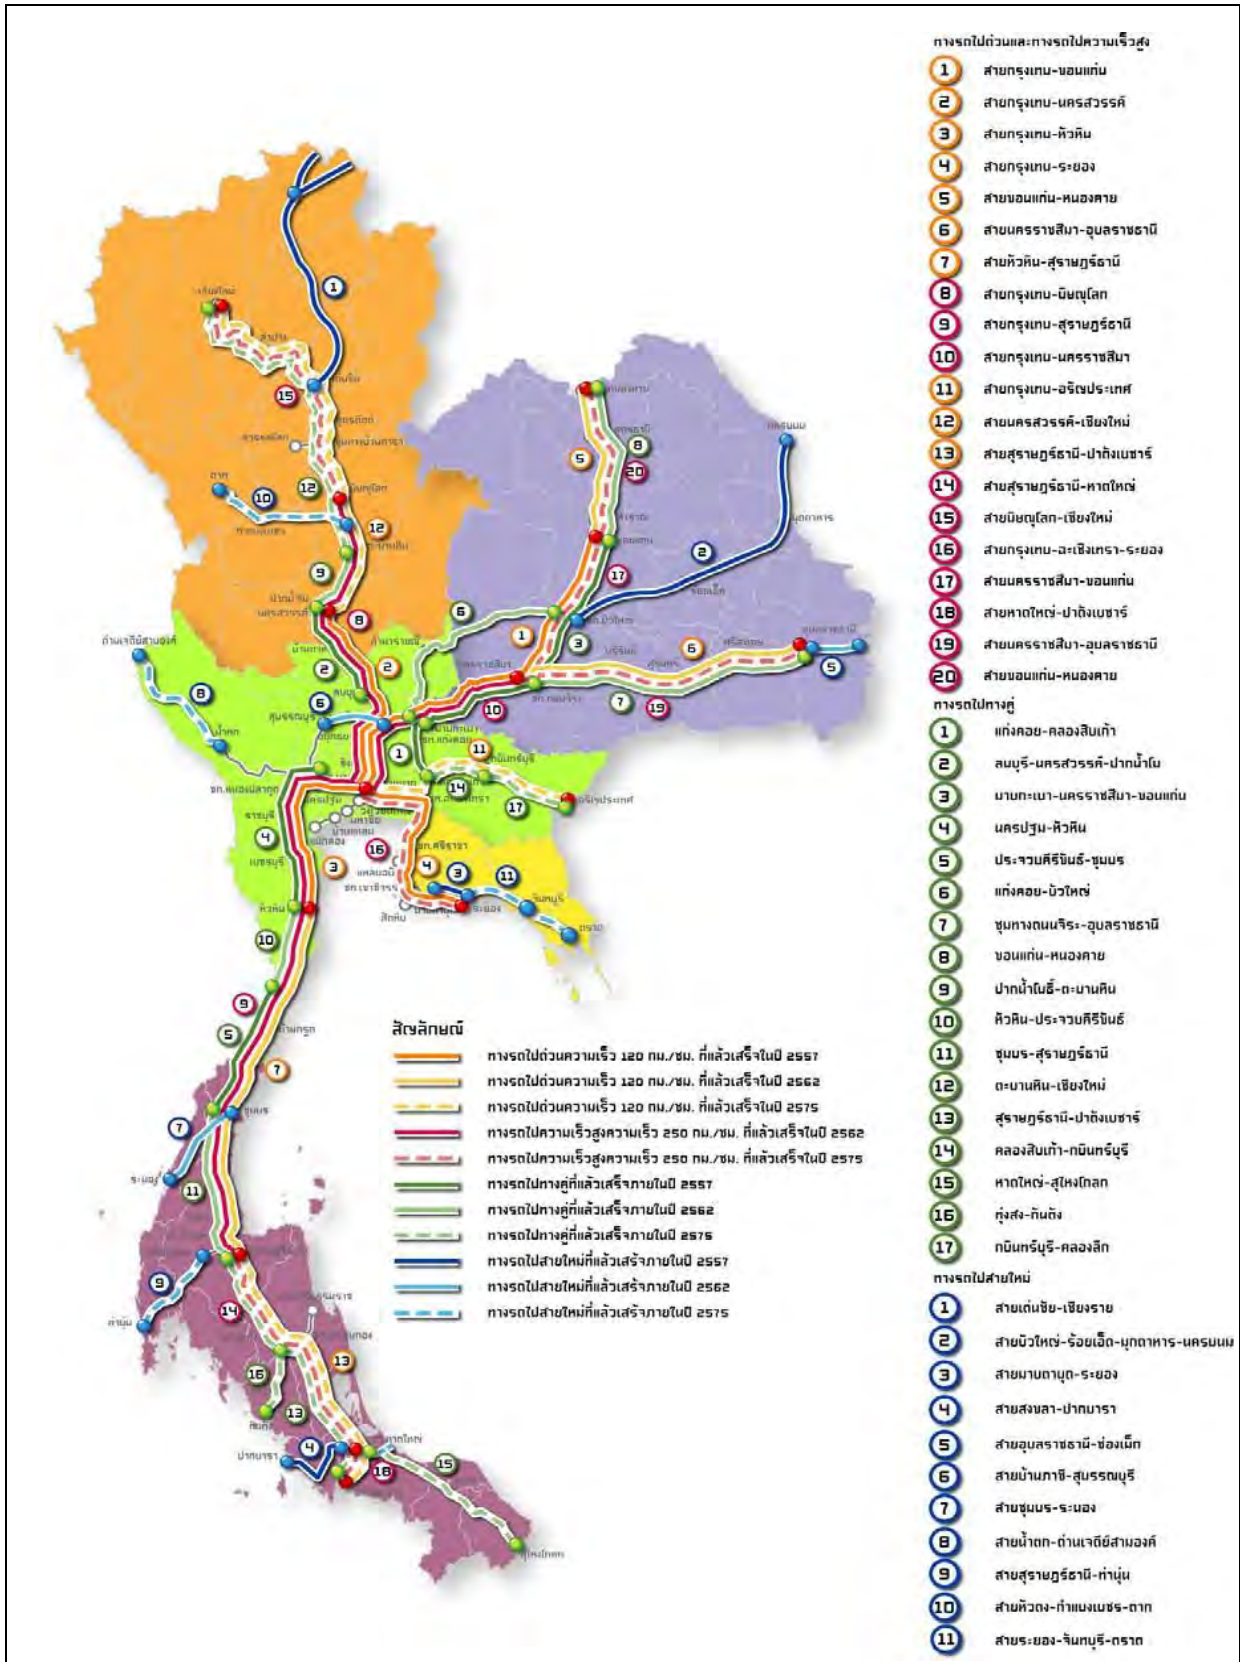 ทางรถไฟด่วนและทางรถไฟความเร็วสูง
1 สายกรุงเทพ-ขอนแก่น
2 สายกรุงเทพ-นครสวรรค์
3 สายกรุงเทพ-หัวหิน
4 สายกรุงเทพ-ระยอง
5 สายขอนแก่น-หนองคาย
6 สายนครราชสีมา-อุบลราชธานี
7 สายหัวหิน-สุราษฎร์ธานี
8 สายกรุงเทพ-พิษณุโลก
9 สายกรุงเทพ-สุราษฎร์ธานี
10 สายกรุงเทพ-นครราชสีมา
11 สายกรุงเทพ-อรัญประเทศ
12 สายนครสวรรค์-เชียงใหม่
13 สายสุราษฎร์ธานี-ปาดังเบซาร์
14 สายสุราษฎร์ธานี-หาดใหญ่
15 สายพิษณุโลก-เชียงใหม่
16 สายกรุงเทพ-ฉะเชิงเทรา-ระยอง
17 สายนครราชสีมา-ขอนแก่น
18 สายหาดใหญ่-ปาดังเบซาร์
19 สายนครราชสีมา-อุบลราชธานี
20 สายขอนแก่น-หนองคาย
ทางรถไฟทางคู่
1 แก่งคอย-คลองสิบเก้า
2 ลพบุรี-นครสวรรค์-ปากน้ำโพ
3 มาบกะเบา-นครราชสีมา-ขอนแก่น
4 นครปฐม-หัวหิน
5 ประจวบคีรีขันธ์-ชุมพร
6 แก่งคอย-บัวใหญ่
7 ชุมทางถนนจิระ-อุบลราชธานี
8 ขอนแก่น-หนองคาย
9 ปากน้ำโพธิ์-ตะพานหิน
10 หัวหิน-ประจวบคีรีขันธ์
11 ชุมพร-สุราษฎร์ธานี
12 ตะพานหิน-เชียงใหม่
13 สุราษฎร์ธานี-ปาดังเบซาร์
14 คลองสิบเก้า-กบินทร์บุรี
15 หาดใหญ่-สุไหงโกลก
16 ทุ่งสง-กันตัง
17 กบินทร์บุรี-คลองลึก
ทางรถไฟสายใหม่
1 สายเด่นชัย-เชียงราย
2 สายบัวใหญ่-ร้อยเอ็ด-มุกดาหาร-นครพนม
3 สายมาบตาพุด-ระยอง
4 สายสงขลา-ปากบารา
5 สายอุบลราชธานี-ช่องเม็ก
6 สายบ้านภาชี-สุพรรณบุรี
7 สายชุมพร-ระนอง
8 สายน้ำตก-ด่านเจดีย์สามองค์
9 สายสุราษฎร์ธานี-ท่านุ่น
10 สายหัวดง-กำแพงเพชร-ตาก
11 สายระยอง-จันทบุรี-ตราด
สัญลักษณ์
ทางรถไฟด่วนความเร็ว 120 กม./ชม. ที่แล้วเสร็จในปี 2557
ทางรถไฟด่วนความเร็ว 120 กม./ชม. ที่แล้วเสร็จในปี 2562
ทางรถไฟด่วนความเร็ว 120 กม./ชม. ที่แล้วเสร็จในปี 2575
ทางรถไฟความเร็วสูงความเร็ว 250 กม./ชม. ที่แล้วเสร็จในปี 2562
ทางรถไฟความเร็วสูงความเร็ว 250 กม./ชม. ที่แล้วเสร็จในปี 2575
ทางรถไฟทางคู่ที่แล้วเสร็จภายในปี 2557
ทางรถไฟทางคู่ที่แล้วเสร็จภายในปี 2562
ทางรถไฟทางคู่ที่แล้วเสร็จภายในปี 2575
ทางรถไฟสายใหม่ที่แล้วเสร็จภายในปี 2557
ทางรถไฟสายใหม่ที่แล้วเสร็จภายในปี 2562
ทางรถไฟสายใหม่ที่แล้วเสร็จภายในปี 2575
เชียงใหม่
ลำปาง
ตาก
พิษณุโลก
ตะพานหิน
นครสวรรค์
ด่านเจดีย์สามองค์
น้ำตก
สุพรรณบุรี
ลพบุรี
นครพนม
มุกดาหาร
ร้อยเอ็ด
บุรีรัมย์
สุรินทร์
ศรีสะเกษ
กบินทร์บุรี
อรัญประเทศ
ชท.หนองปลาดุก
นครปฐม
ราชบุรี
เพชรบุรี
หัวหิน
ชท.ศรีราชา
แหลมฉบัง
ชท.เขาชีจรรย์
สัตหีบ
ระยอง
จันทบุรี
ตราด
ชุมพร
ระนอง
ท่านุ่น
กันตัง
ปากบารา
หาดใหญ่
สุไหงโกลก